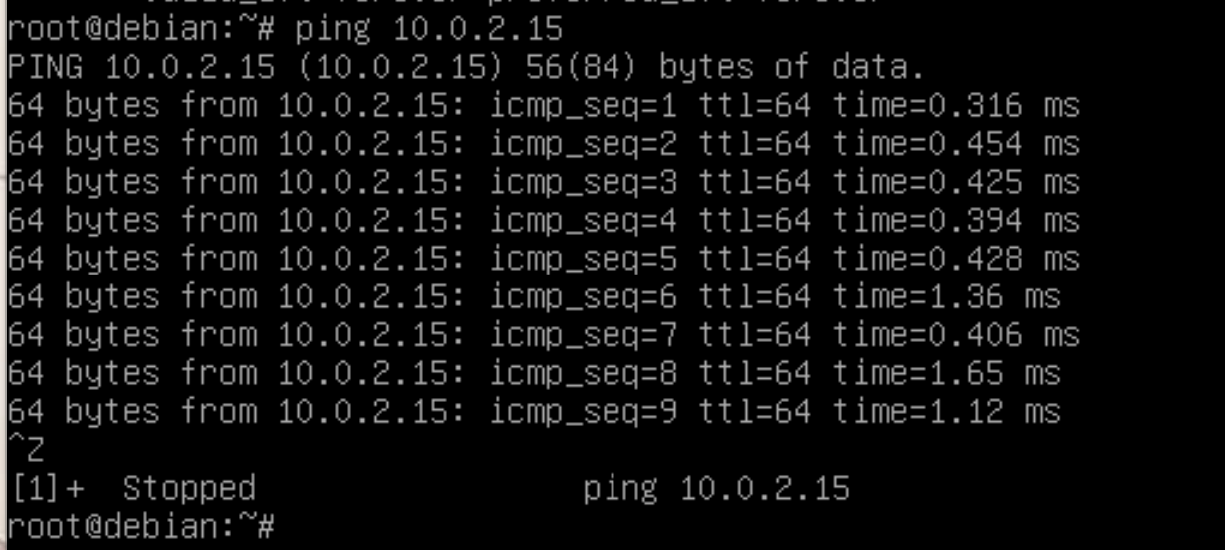 root@debian:~# ping 10.0.2.15
PING 10.0.2.15 (10.0.2.15) 56(84) bytes of data.
64 bytes from 10.0.2.15: icmp_seq=1 ttl=64 time=0.316 ms
64 bytes from 10.0.2.15: icmp_seq=2 ttl=64 time=0.454 ms
64 bytes from 10.0.2.15: icmp_seq=3 ttl=64 time=0.425 ms
64 bytes from 10.0.2.15: icmp_seq=4 ttl=64 time=0.394 ms
64 bytes from 10.0.2.15: icmp_seq=5 ttl=64 time=0.428 ms
64 bytes from 10.0.2.15: icmp_seq=6 ttl=64 time=1.36 ms
64 bytes from 10.0.2.15: icmp_seq=7 ttl=64 time=0.406 ms
64 bytes from 10.0.2.15: icmp_seq=8 ttl=64 time=1.65 ms
64 bytes from 10.0.2.15: icmp_seq=9 ttl=64 time=1.12 ms
^Z
[1]+  Stopped                 ping 10.0.2.15
root@debian:~#